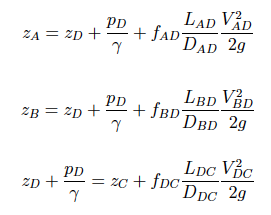 z_A = z_D + \frac{p_D}{\gamma} + f_{AD} \frac{L_{AD}}{D_{AD}} \frac{V_{AD}^2}{2g}
z_B = z_D + \frac{p_D}{\gamma} + f_{BD} \frac{L_{BD}}{D_{BD}} \frac{V_{BD}^2}{2g}
z_D + \frac{p_D}{\gamma} = z_C + f_{DC} \frac{L_{DC}}{D_{DC}} \frac{V_{DC}^2}{2g}